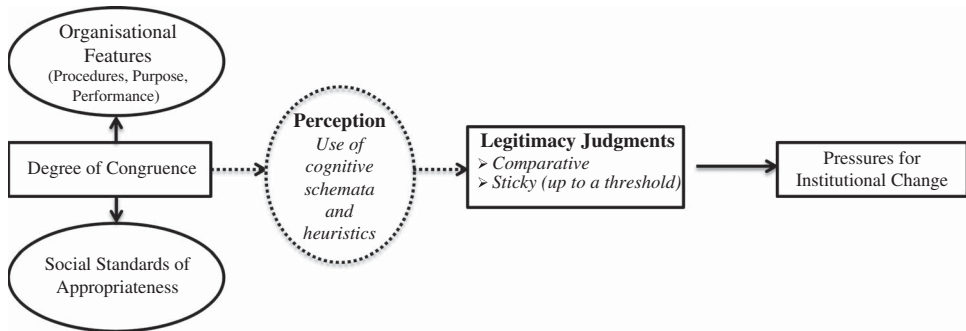 Organisational
Features
(Procedures, Purpose,
Performance)
Degree of Congruence
Social Standards of
Appropriateness
Perception
Use of
cognitive
schemata
and
heuristics
Legitimacy Judgments
➢ Comparative
➢ Sticky (up to a threshold)
Pressures for
Institutional Change